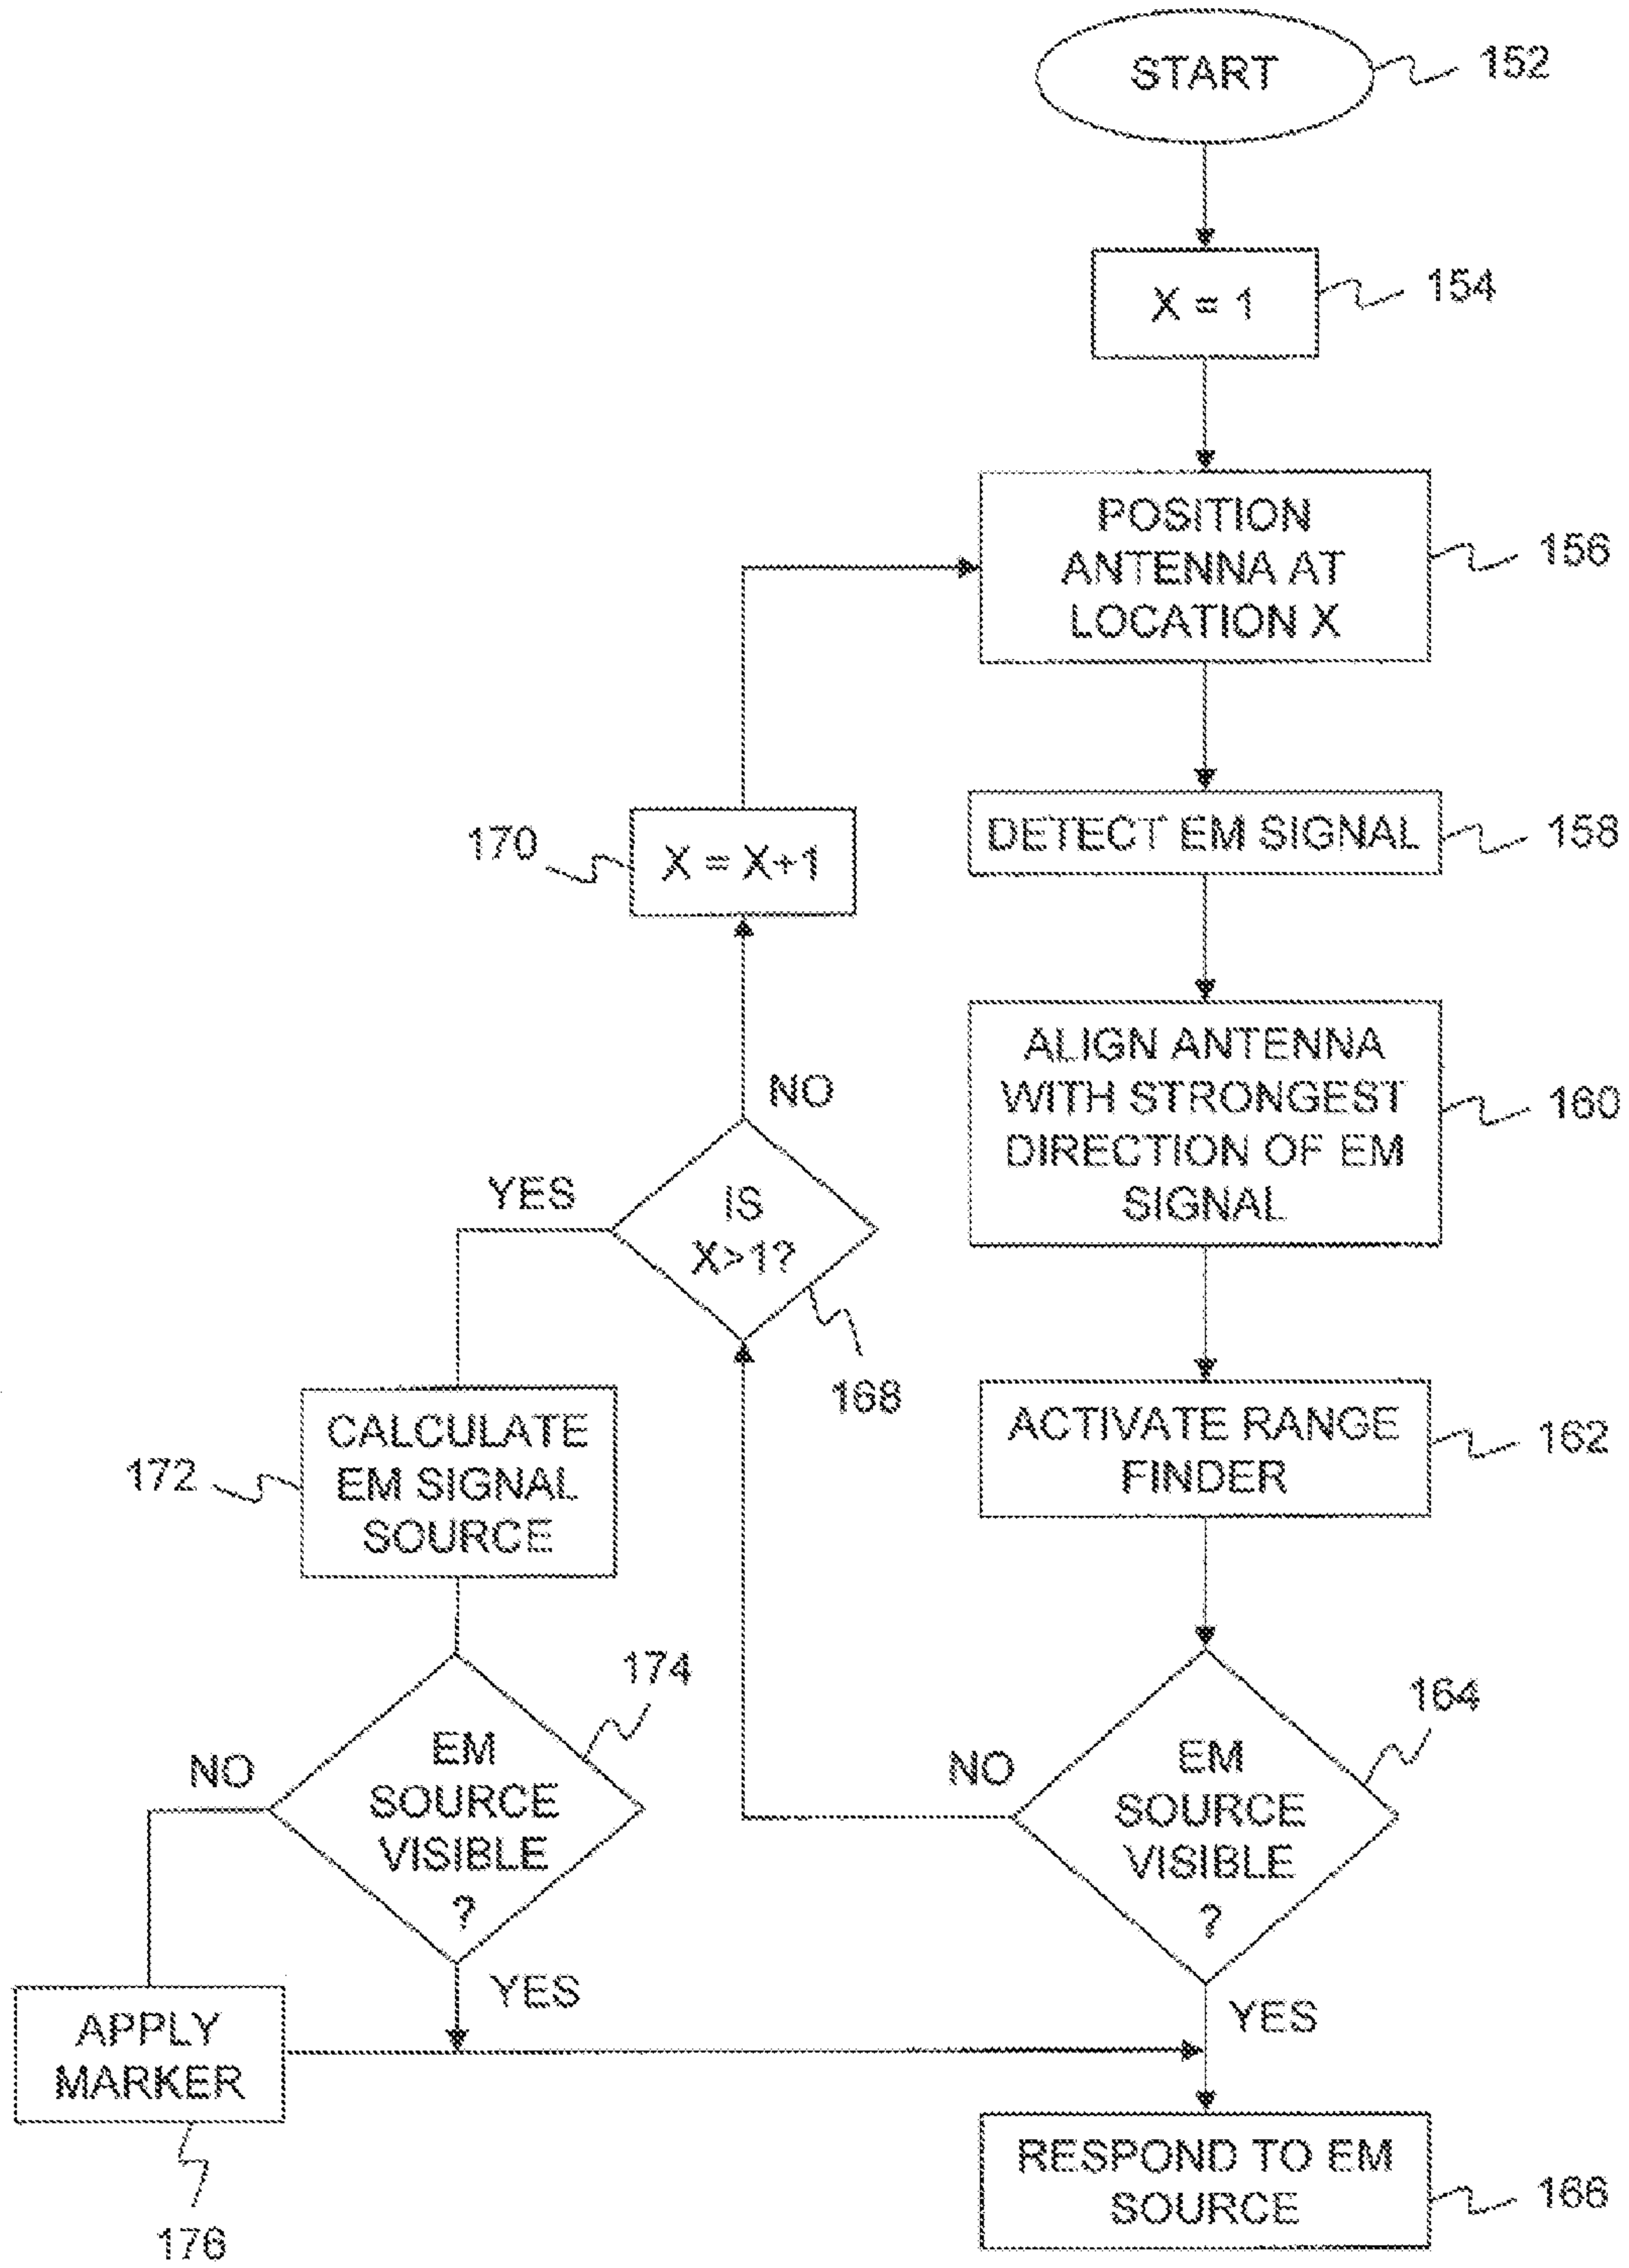 START
152
X = 1
154
POSITION
ANTENNA AT
LOCATION X
156
DETECT EM SIGNAL
158
ALIGN ANTENNA
WITH STRONGEST
DIRECTION OF EM
SIGNAL
160
ACTIVATE RANGE
FINDER
162
EM
SOURCE
VISIBLE
?
164
NO
YES
RESPOND TO EM
SOURCE
166
IS
X>1?
168
NO
YES
X = X+1
170
CALCULATE
EM SIGNAL
SOURCE
172
EM
SOURCE
VISIBLE
?
174
NO
YES
APPLY
MARKER
176